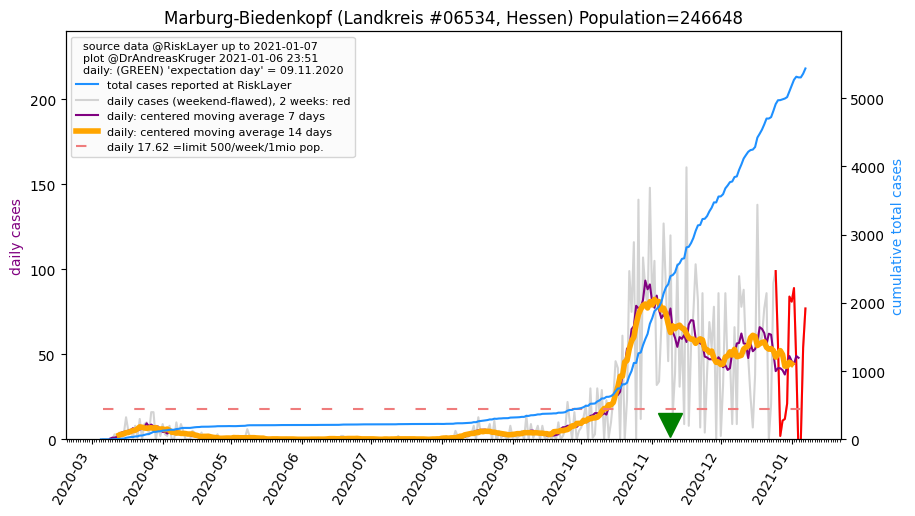 Marburg-Biedenkopf (Landkreis #06534, Hessen) Population=246648
source data @RiskLayer up to 2021-01-07
plot @DrAndreasKruger 2021-01-06 23:51
daily: (GREEN) 'expectation day' = 09.11.2020
total cases reported at RiskLayer
daily cases (weekend-flawed), 2 weeks: red
daily: centered moving average 7 days
daily: centered moving average 14 days
daily 17.62 =limit 500/week/1mio pop.
daily cases
200
150
100
50
0
cumulative total cases
5000
4000
3000
2000
1000
0
2020-03
2020-04
2020-05
2020-06
2020-07
2020-08
2020-09
2020-10
2020-11
2020-12
2021-01